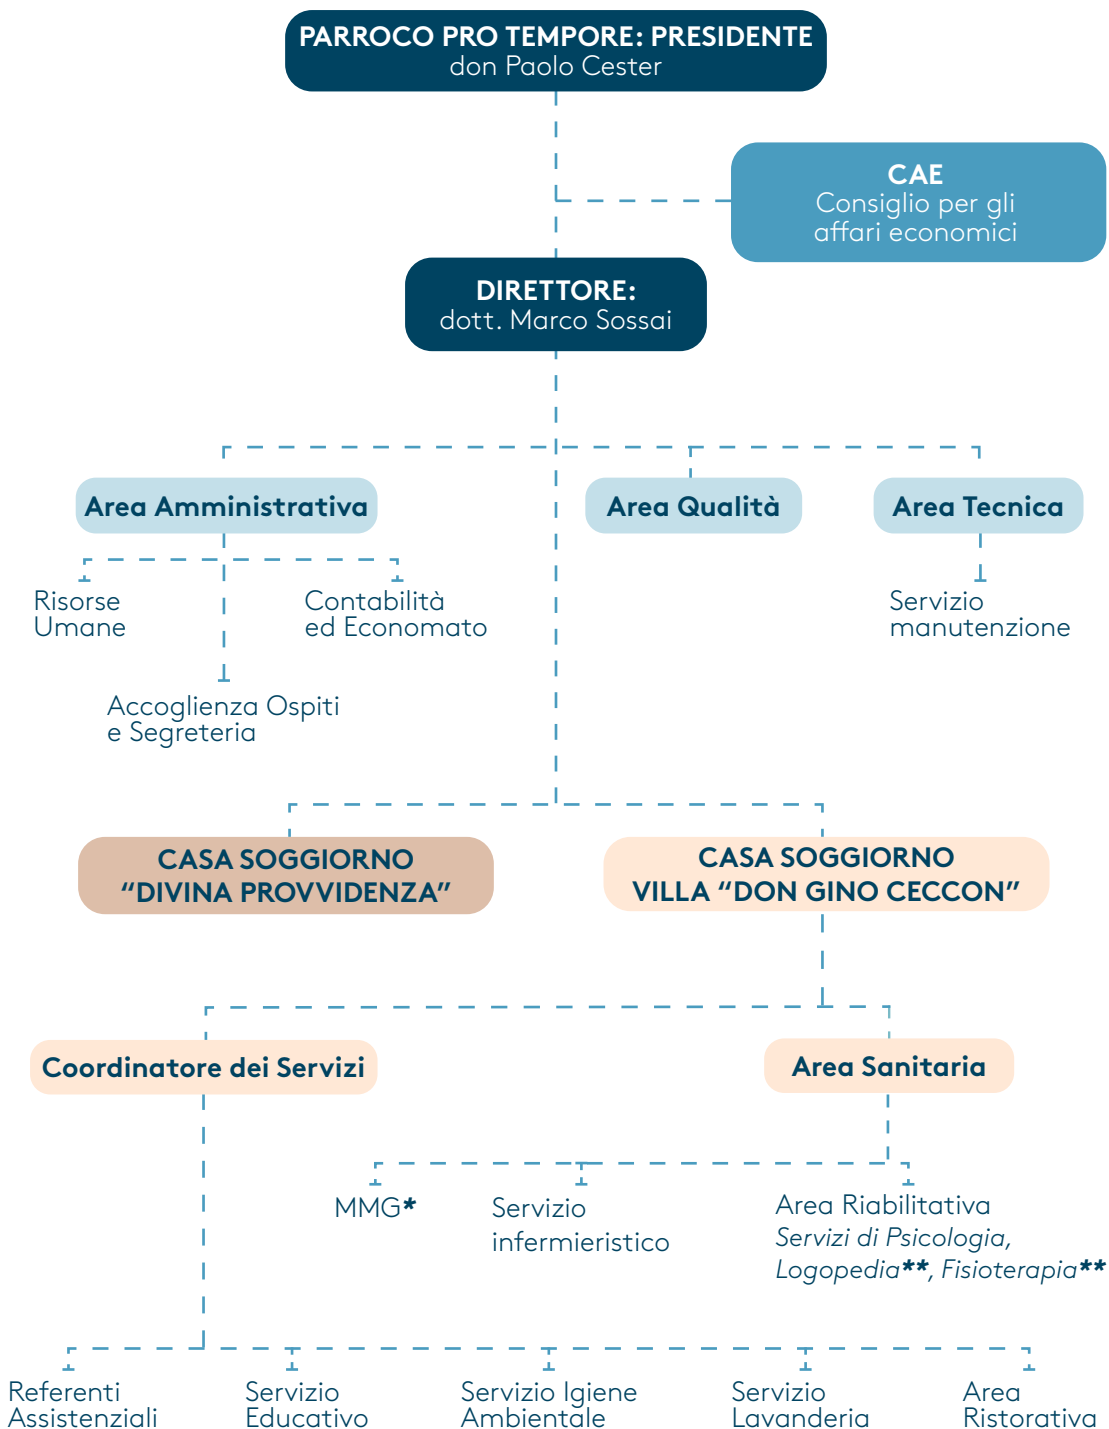 PARROCO PRO TEMPORE: PRESIDENTE
don Paolo Cester
CAE
Consiglio per gli
affari economici
DIRETTORE:
dott. Marco Sossai
Area Amministrativa
Area Qualità
Area Tecnica
Risorse
Umane
Contabilità
ed Economato
Servizio
manutenzione
Accoglienza Ospiti
e Segreteria
CASA SOGGIORNO
“DIVINA PROVVIDENZA”
CASA SOGGIORNO
VILLA “DON GINO CECCON”
Coordinatore dei Servizi
Area Sanitaria
MMG*
Servizio
infermieristico
Area Riabilitativa
Servizi di Psicologia,
Logopedia**, Fisioterapia**
Referenti
Assistenziali
Servizio
Educativo
Servizio Igiene
Ambientale
Servizio
Lavanderia
Area
Ristorativa